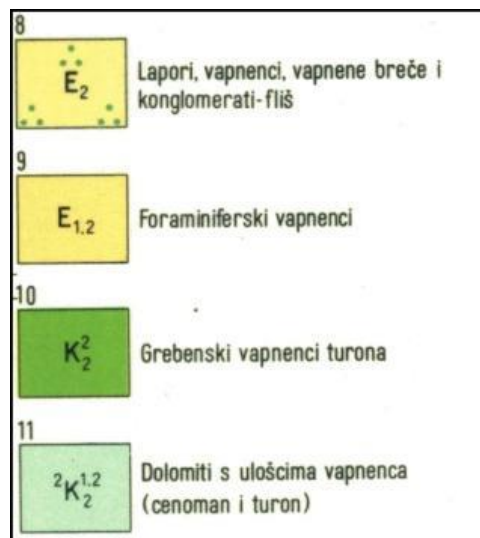 8
E₂
Lapori, vapnenci, vapnene breče i
konglomerati-fliš
9
E₁,₂
Foraminiferski vapnenci
10
K₂²
Grebenski vapnenci turona
11
²K₂¹·²
Dolomiti s ulošcima vapnenca
(cenoman i turon)